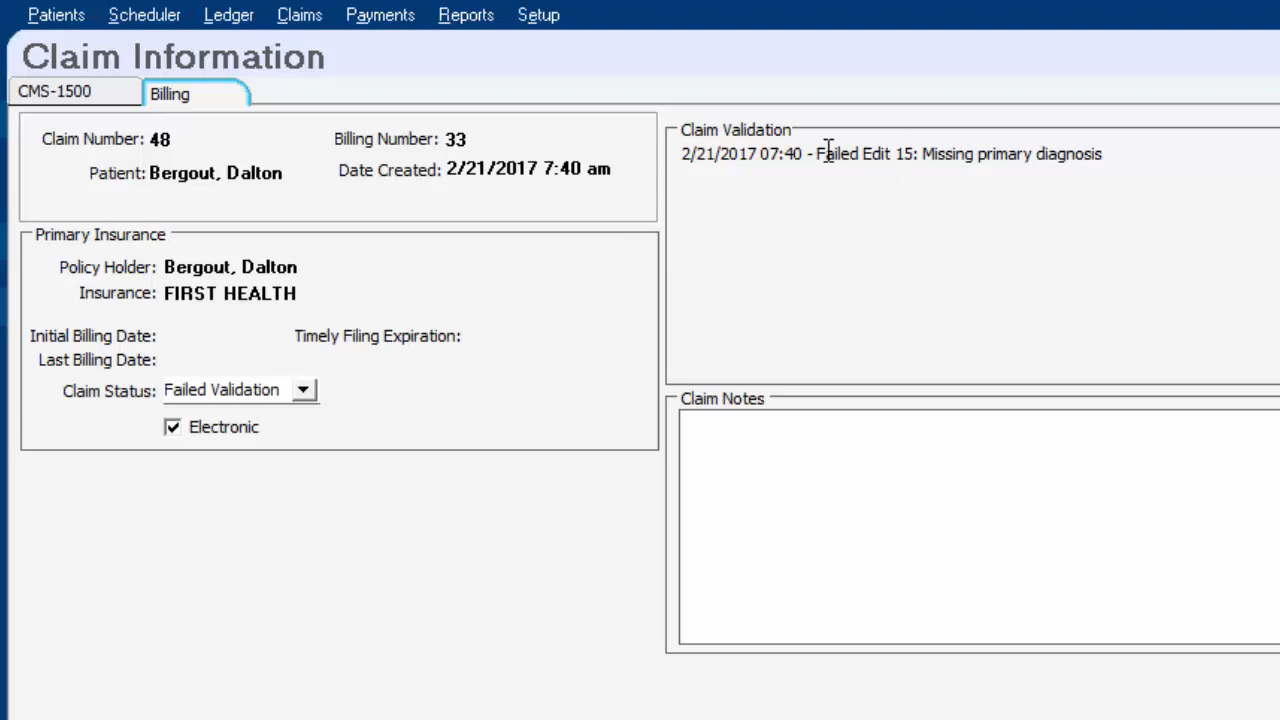 Patients Scheduler Ledger Claims Payments Reports Setup
Claim Information
CMS-1500 Billing
Claim Number: 48 Billing Number: 33
Patient: Bergout, Dalton Date Created: 2/21/2017 7:40 am
Primary Insurance
Policy Holder: Bergout, Dalton
Insurance: FIRST HEALTH
Initial Billing Date: Timely Filing Expiration:
Last Billing Date:
Claim Status: Failed Validation
Electronic
Claim Validation
2/21/2017 07:40 - Failed Edit 15: Missing primary diagnosis
Claim Notes